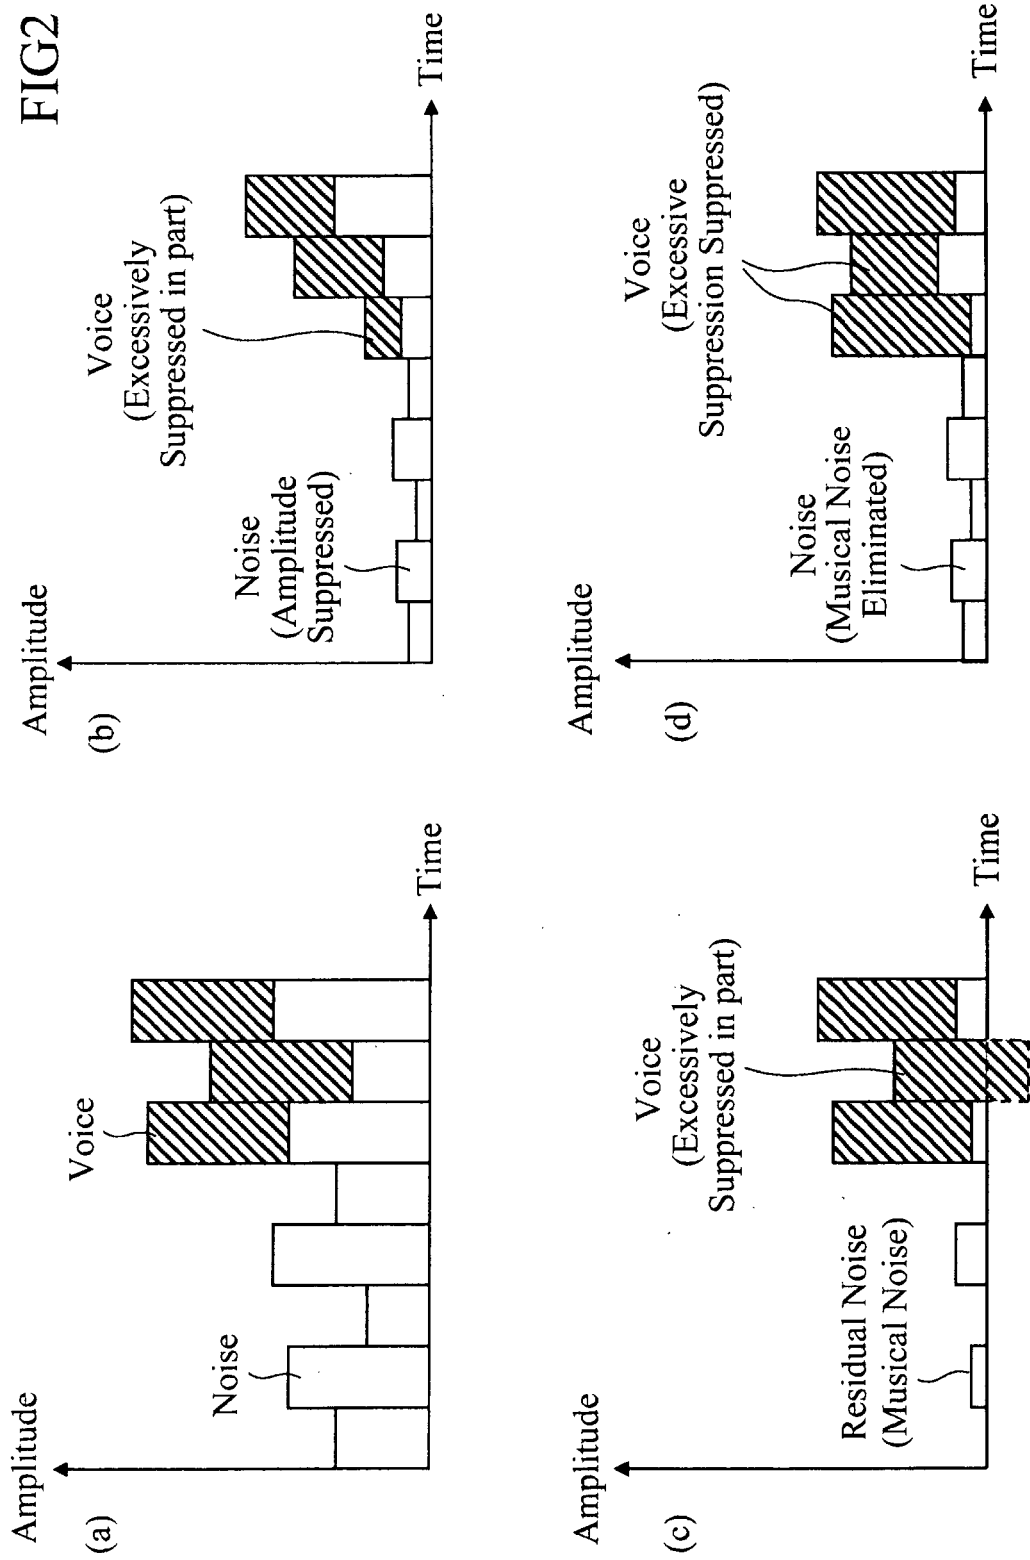 FIG2
(a)
Amplitude
Noise
Voice
Time
(b)
Amplitude
Noise
(Amplitude
Suppressed)
Voice
(Excessively
Suppressed in part)
Time
(c)
Amplitude
Residual Noise
(Musical Noise)
Voice
(Excessively
Suppressed in part)
Time
(d)
Amplitude
Noise
(Musical Noise
Eliminated)
Voice
(Excessive
Suppression Suppressed)
Time